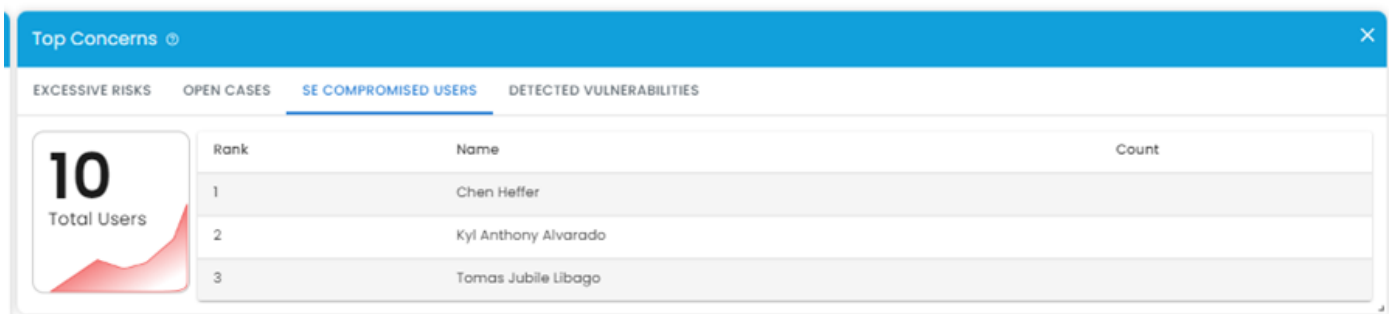 Top Concerns
EXCESSIVE RISKS OPEN CASES SE COMPROMISED USERS DETECTED VULNERABILITIES
10
Total Users
Rank Name Count
1 Chen Heffer
2 Kyl Anthony Alvarado
3 Tomas Jubile Libago